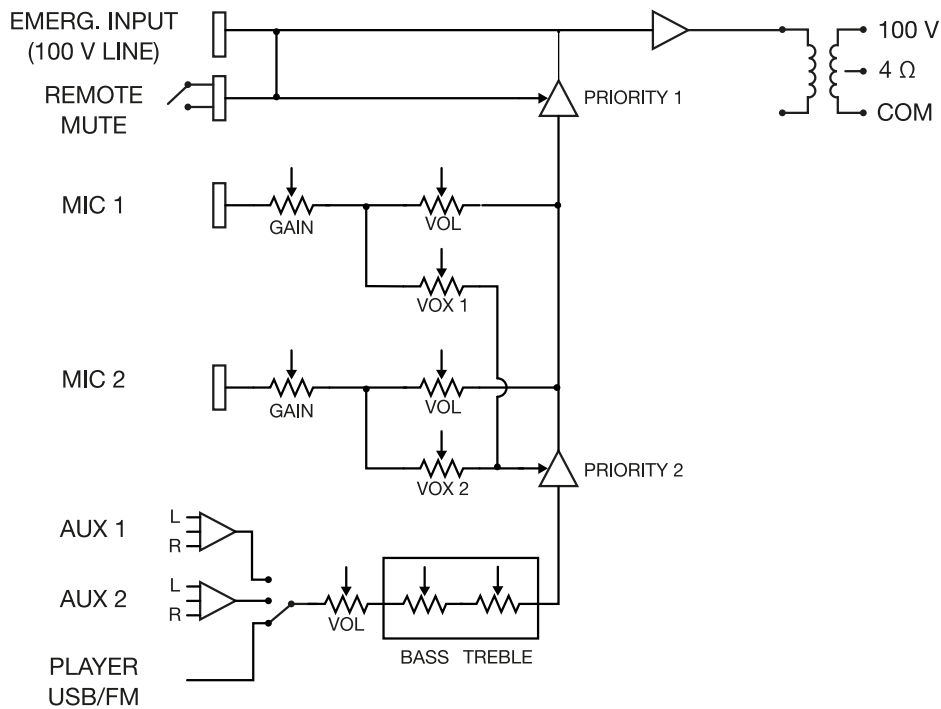 EMERG. INPUT
(100 V LINE)
100 V
4 Ω
COM
REMOTE
MUTE
PRIORITY 1
MIC 1
GAIN
VOL
VOX 1
MIC 2
GAIN
VOL
VOX 2
PRIORITY 2
AUX 1
L
R
AUX 2
L
R
VOL
BASS TREBLE
PLAYER
USB/FM